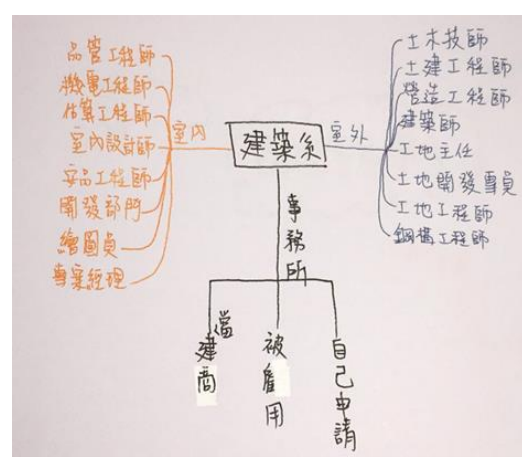 品管工程師
機電工程師
估算工程師
室內設計師
安品工程師
開發部門
繪圖員
專案經理
室內
建築系
室外
土木技師
土建工程師
營造工程師
建築師
工地主任
土地開發專員
工地工程師
鋼構工程師
事務所
當建商
被雇用
自己申請